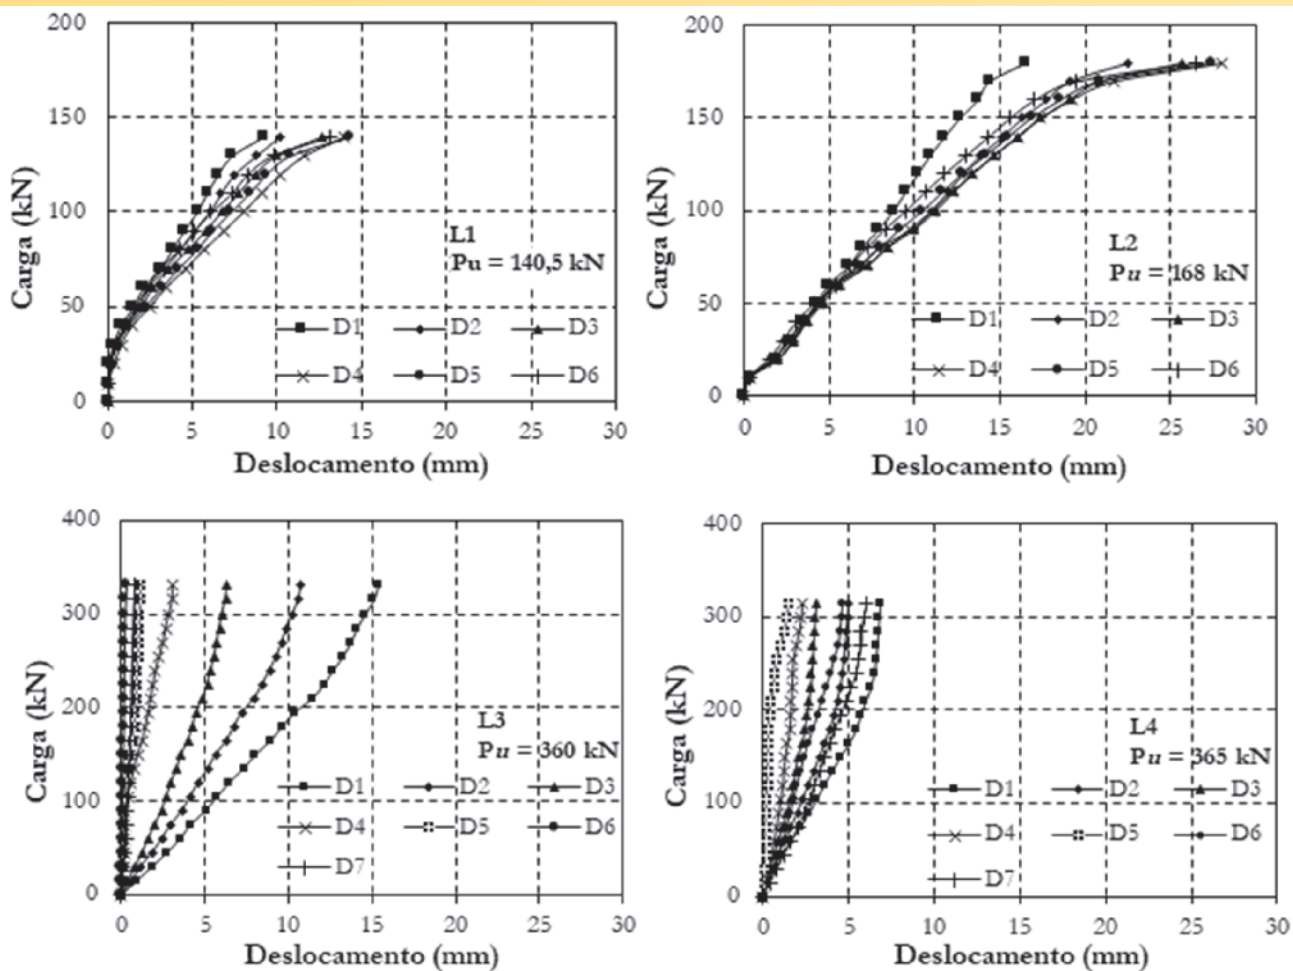 200
150
100
50
0
0 5 10 15 20 25 30
Carga (kN)
Deslocamento (mm)
L1
Pu = 140,5 kN
D1 D2 D3
D4 D5 D6
200
150
100
50
0
0 5 10 15 20 25 30
Carga (kN)
Deslocamento (mm)
L2
Pu = 168 kN
D1 D2 D3
D4 D5 D6
400
300
200
100
0
0 5 10 15 20 25 30
Carga (kN)
Deslocamento (mm)
L3
Pu = 360 kN
D1 D2 D3
D4 D5 D6
D7
400
300
200
100
0
0 5 10 15 20 25 30
Carga (kN)
Deslocamento (mm)
L4
Pu = 365 kN
D1 D2 D3
D4 D5 D6
D7